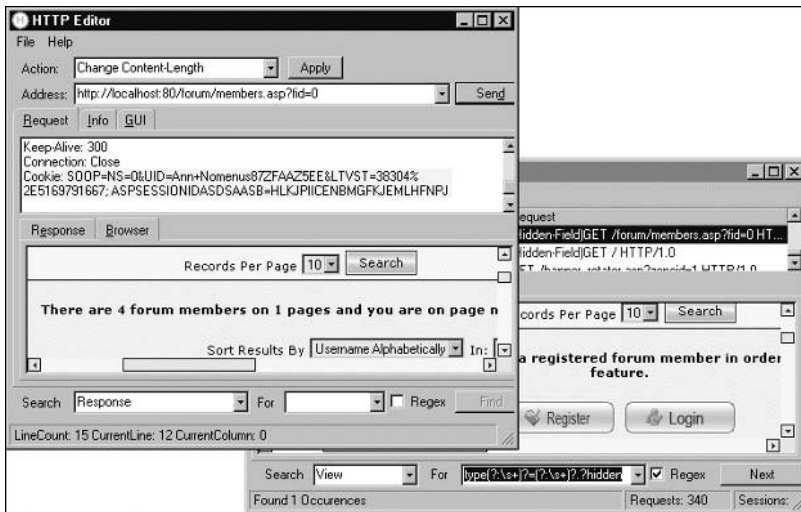 HTTP Editor
File Help
Action: Change Content-Length Apply
Address: http://localhost:80/forum/members.asp?fid=0 Send
Request Info GUI
Keep-Alive: 300
Connection: Close
Cookie: SOOP=NS=0&UID=Ann+Nomenus87ZFAAZ5EE&LTVST=38304%
2E5169791667; ASPSESSIONIDASDSAASB=HLKJPIICENBMGFKJEMLHFNPJ
Response Browser
Records Per Page 10 Search
There are 4 forum members on 1 pages and you are on page n
Sort Results By Username Alphabetically In:
Search Response For Regex Find
LineCount: 15 CurrentLine: 12 CurrentColumn: 0
equest
idden-Field)GET /forum/members.asp?fid=0 HT...
idden-Field)GET / HTTP/1.0
cords Per Page 10 Search
a registered forum member in order
feature.
Register Login
Search View For type(?:\s+)?=(?:\s+)?.?hidden Regex Next
Found 1 Occurences Requests: 340 Sessions: